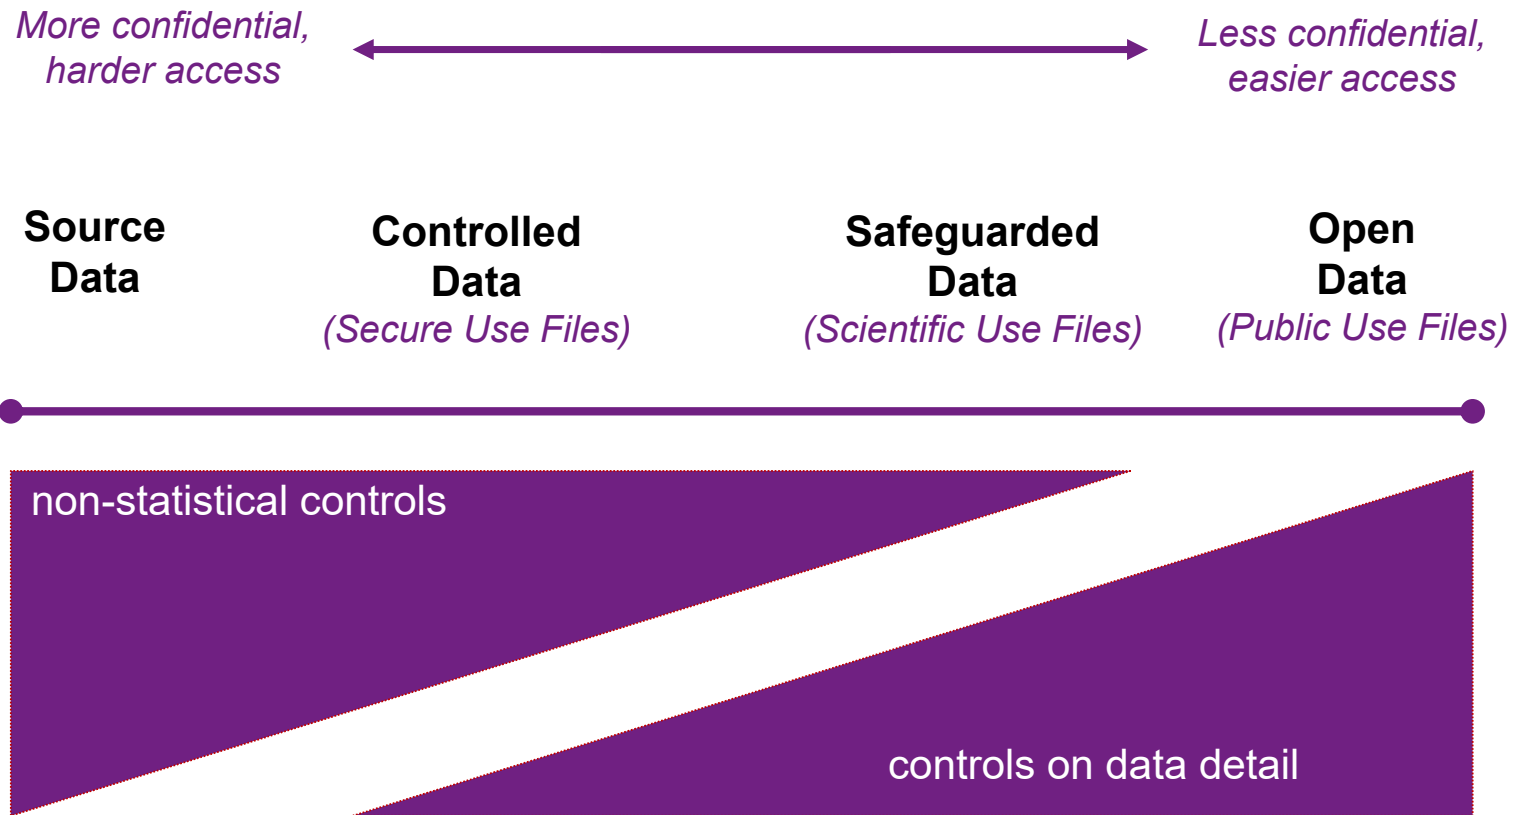 More confidential,
harder access
Less confidential,
easier access
Source
Data
Controlled
Data
(Secure Use Files)
Safeguarded
Data
(Scientific Use Files)
Open
Data
(Public Use Files)
non-statistical controls
controls on data detail